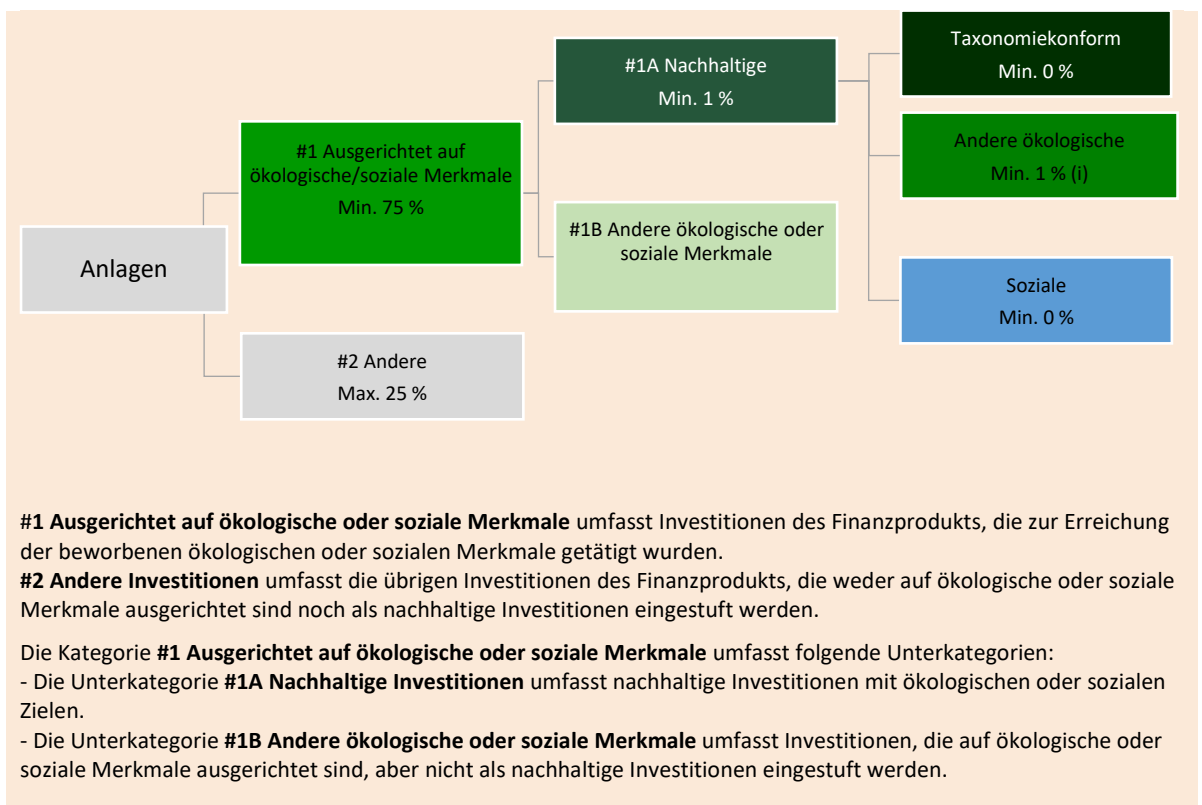 Anlagen
#1 Ausgerichtet auf
ökologische/soziale Merkmale
Min. 75 %
#2 Andere
Max. 25 %
#1A Nachhaltige
Min. 1 %
#1B Andere ökologische oder
soziale Merkmale
Taxonomiekonform
Min. 0 %
Andere ökologische
Min. 1 % (i)
Soziale
Min. 0 %
#1 Ausgerichtet auf ökologische oder soziale Merkmale umfasst Investitionen des Finanzprodukts, die zur Erreichung
der beworbenen ökologischen oder sozialen Merkmale getätigt wurden.
#2 Andere Investitionen umfasst die übrigen Investitionen des Finanzprodukts, die weder auf ökologische oder soziale
Merkmale ausgerichtet sind noch als nachhaltige Investitionen eingestuft werden.
Die Kategorie #1 Ausgerichtet auf ökologische oder soziale Merkmale umfasst folgende Unterkategorien:
- Die Unterkategorie #1A Nachhaltige Investitionen umfasst nachhaltige Investitionen mit ökologischen oder sozialen
Zielen.
- Die Unterkategorie #1B Andere ökologische oder soziale Merkmale umfasst Investitionen, die auf ökologische oder
soziale Merkmale ausgerichtet sind, aber nicht als nachhaltige Investitionen eingestuft werden.